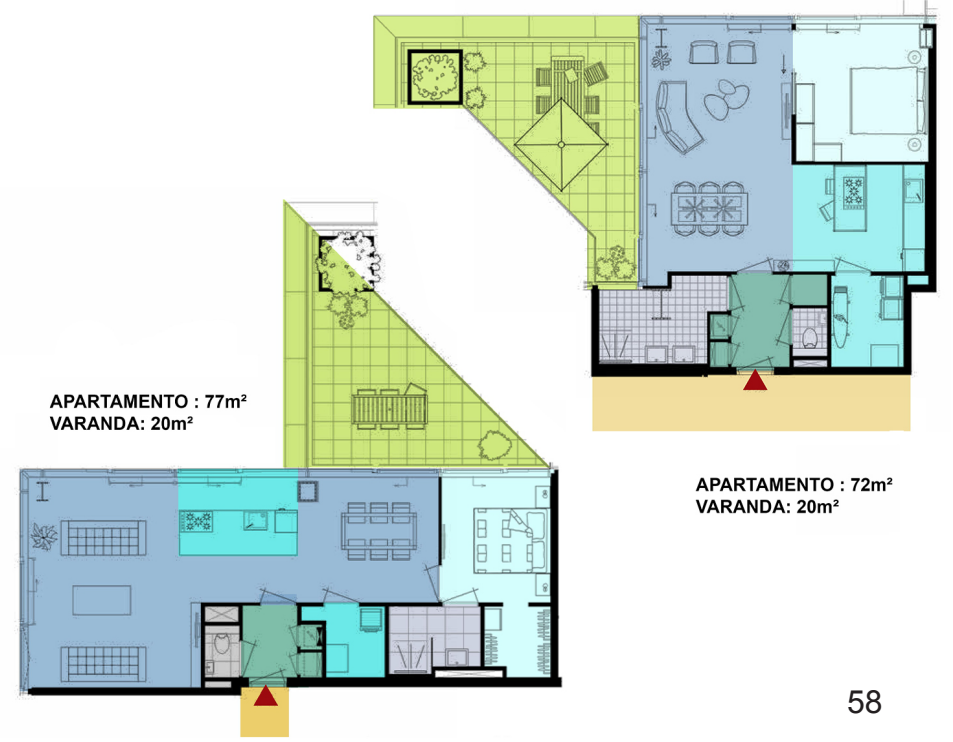 APARTAMENTO : 77m²
VARANDA: 20m²
APARTAMENTO : 72m²
VARANDA: 20m²
58